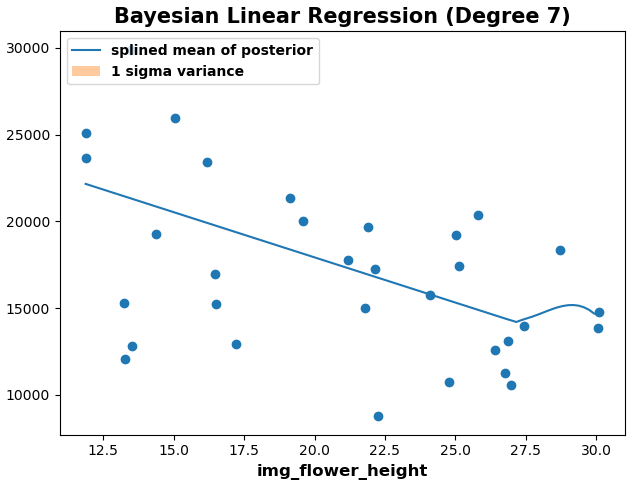 Bayesian Linear Regression (Degree 7)
30000
25000
20000
15000
10000
splined mean of posterior
1 sigma variance
12.5 15.0 17.5 20.0 22.5 25.0 27.5 30.0
img_flower_height